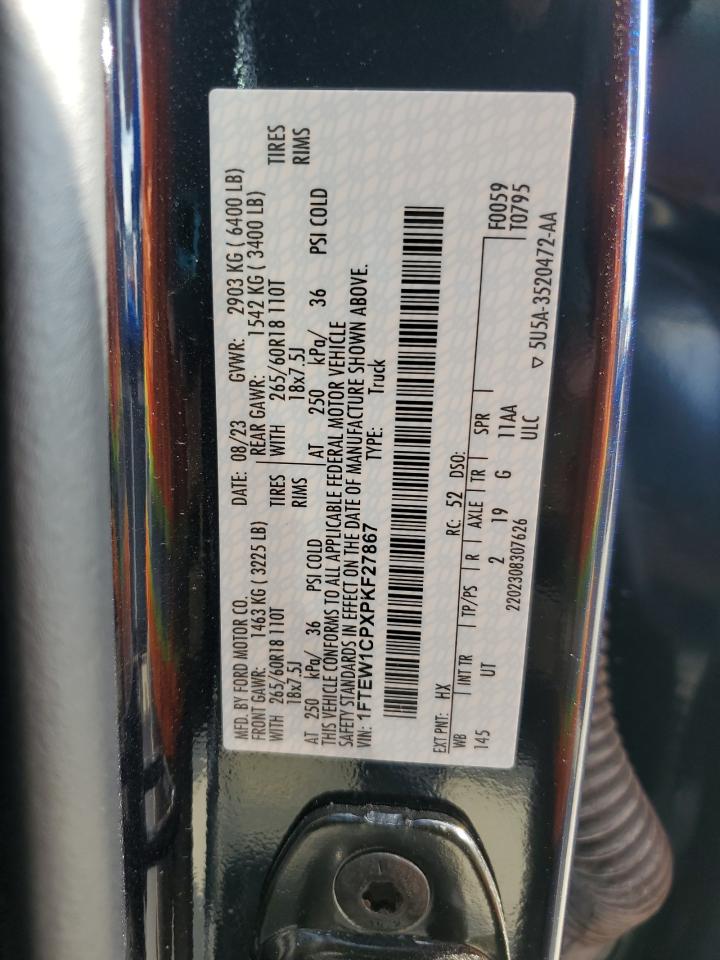 MFD. BY FORD MOTOR CO. DATE: 08/23 GVWR: 2903 KG ( 6400 LB)
FRONT GAWR: 1463 KG ( 3225 LB) REAR GAWR: 1542 KG ( 3400 LB)
WITH 265/60R18 110T TIRES WITH 265/60R18 110T TIRES
18x7.5J RIMS 18x7.5J RIMS
AT 250 kPa/ 36 PSI COLD AT 250 kPa/ 36 PSI COLD
THIS VEHICLE CONFORMS TO ALL APPLICABLE FEDERAL MOTOR VEHICLE
SAFETY STANDARDS IN EFFECT ON THE DATE OF MANUFACTURE SHOWN ABOVE.
VIN: 1FTEW1CPXPKF27867 TYPE: Truck
EXT PNT: HX RC: 52 DSO: F0059
WB INT TR TP/PS R AXLE TR SPR T0795
145 UT 2 19 G 11AA
2202308307626 ULC
▽ 5U5A-3520472-AA